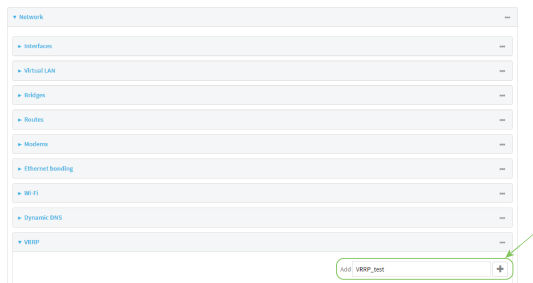 Network
Interfaces
Virtual LAN
Bridges
Routes
Modems
Ethernet bonding
Wi-Fi
Dynamic DNS
VRRP
Add VRRP_test